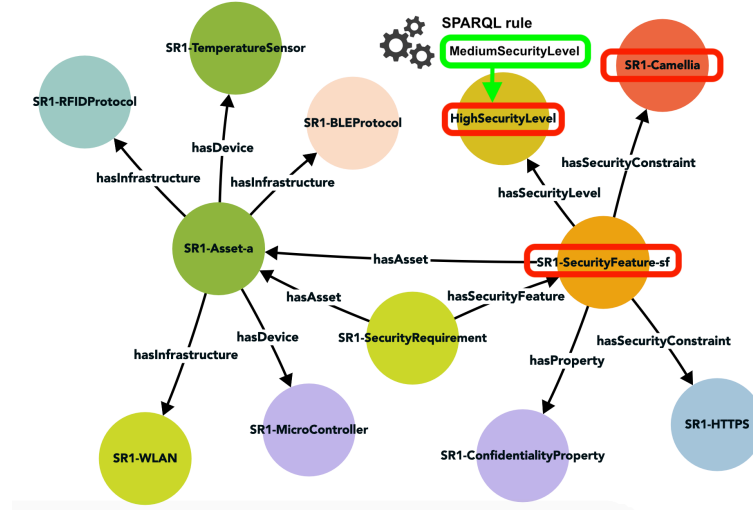 SPARQL rule
SR1-TemperatureSensor
MediumSecurityLevel
SR1-Camellia
SR1-RFIDProtocol
SR1-BLEProtocol
HighSecurityLevel
hasDevice
hasSecurityConstraint
hasInfrastructure
hasInfrastructure
hasSecurityLevel
SR1-Asset-a
hasAsset
SR1-SecurityFeature-sf
hasAsset
hasSecurityFeature
hasDevice
SR1-SecurityRequirement
hasSecurityConstraint
hasInfrastructure
hasProperty
SR1-MicroController
SR1-HTTPS
SR1-WLAN
SR1-ConfidentialityProperty